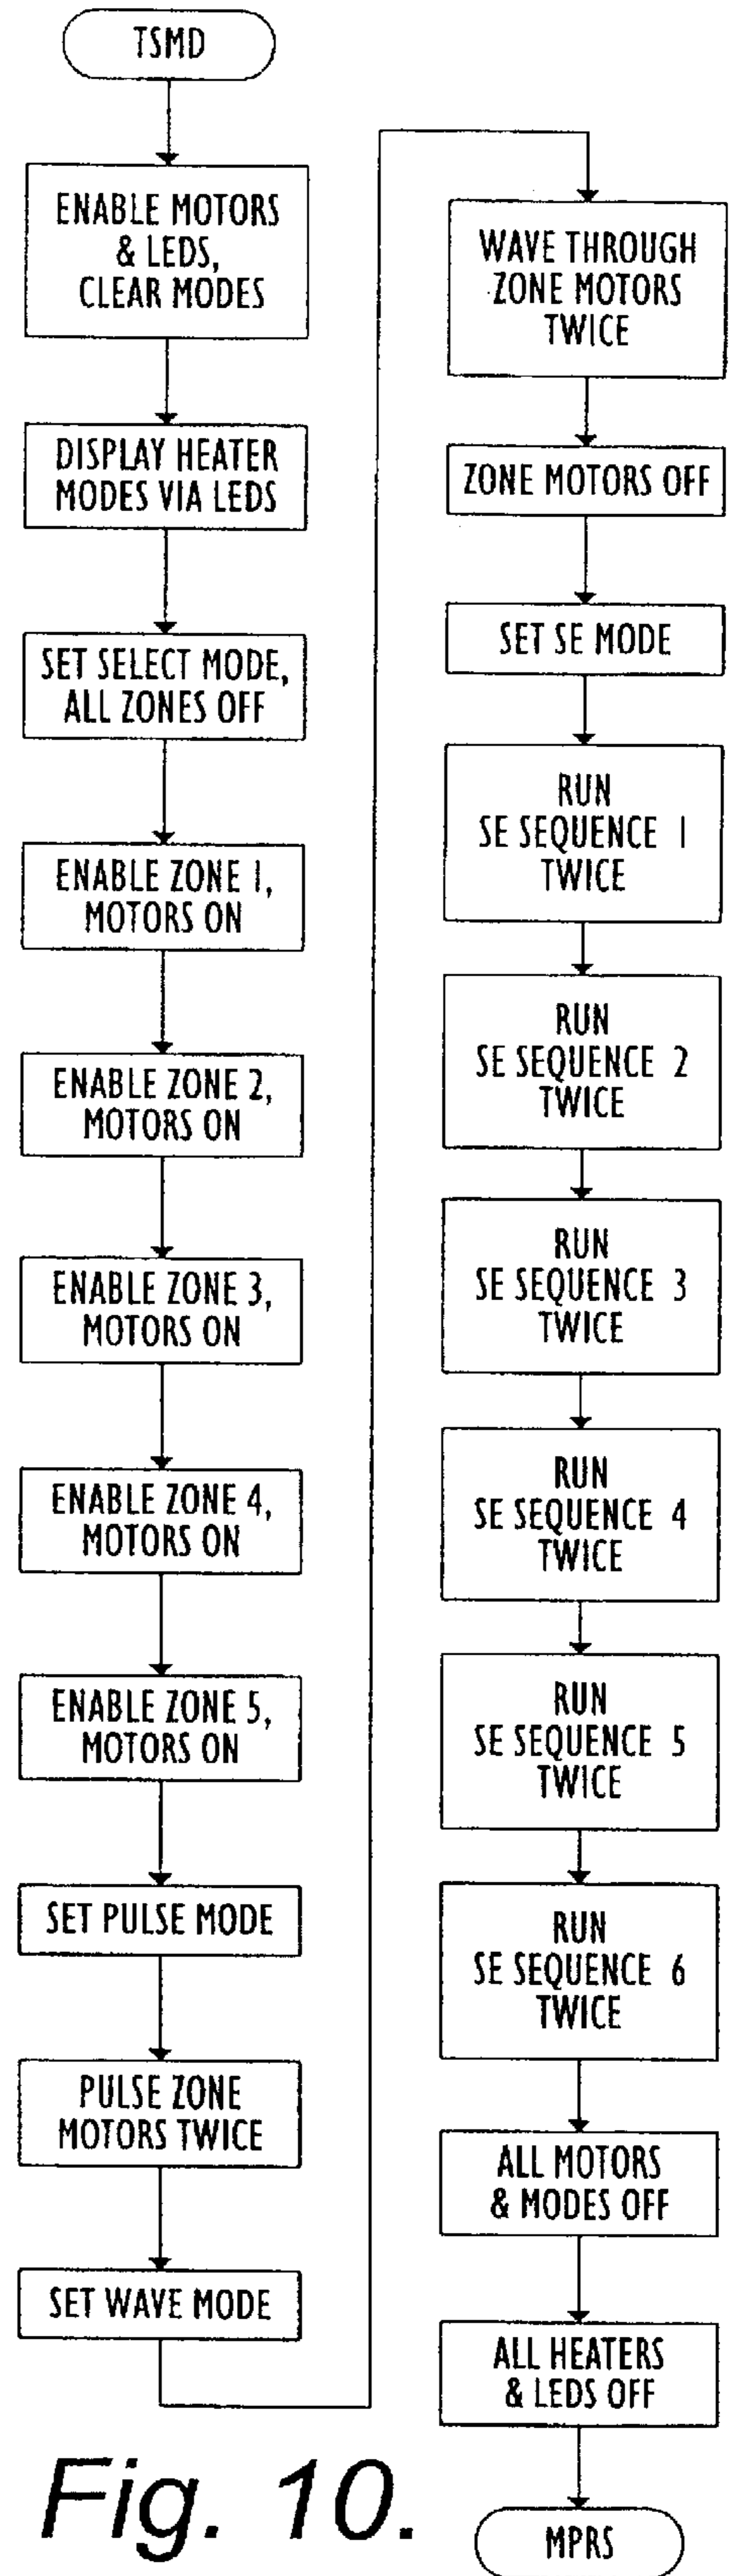 TSMD
ENABLE MOTORS
& LEDS,
CLEAR MODES
DISPLAY HEATER
MODES VIA LEDS
SET SELECT MODE,
ALL ZONES OFF
ENABLE ZONE 1,
MOTORS ON
ENABLE ZONE 2,
MOTORS ON
ENABLE ZONE 3,
MOTORS ON
ENABLE ZONE 4,
MOTORS ON
ENABLE ZONE 5,
MOTORS ON
SET PULSE MODE
PULSE ZONE
MOTORS TWICE
SET WAVE MODE
WAVE THROUGH
ZONE MOTORS
TWICE
ZONE MOTORS OFF
SET SE MODE
RUN
SE SEQUENCE 1
TWICE
RUN
SE SEQUENCE 2
TWICE
RUN
SE SEQUENCE 3
TWICE
RUN
SE SEQUENCE 4
TWICE
RUN
SE SEQUENCE 5
TWICE
RUN
SE SEQUENCE 6
TWICE
ALL MOTORS
& MODES OFF
ALL HEATERS
& LEDS OFF
MPRS
Fig. 10.